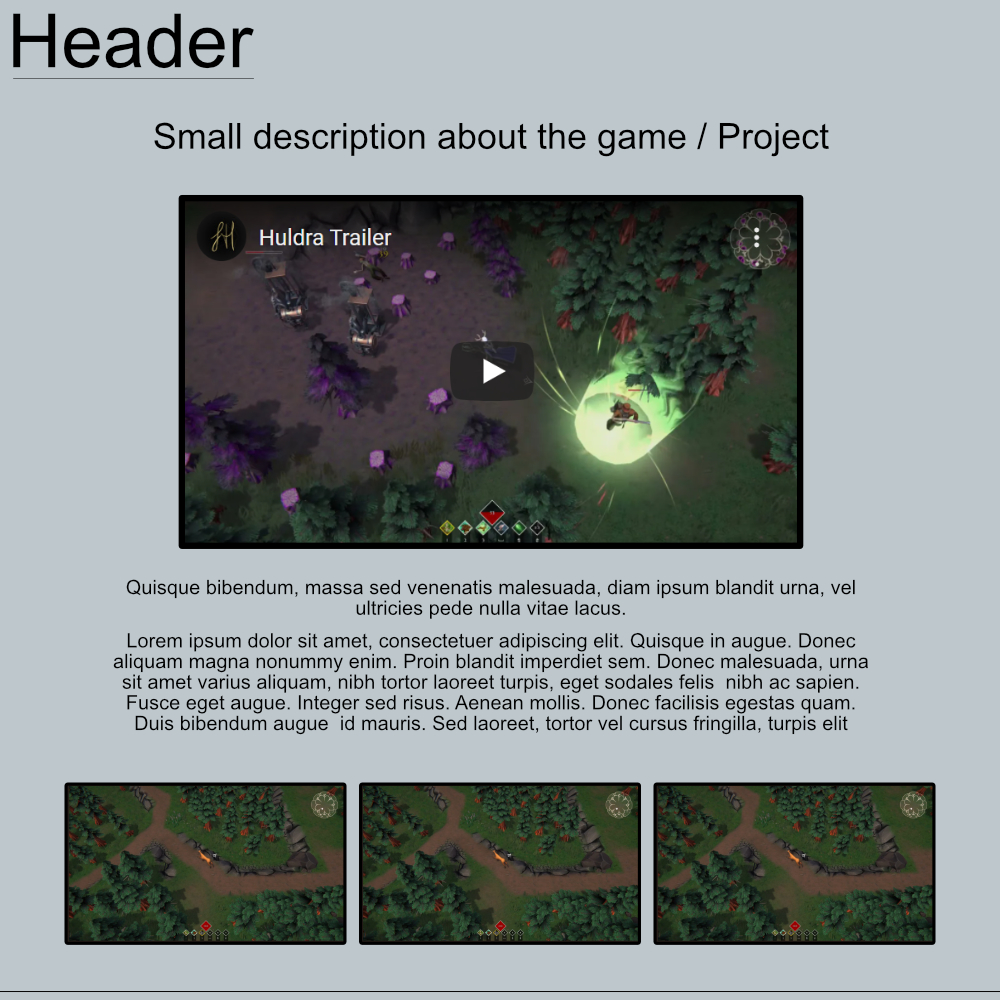 Header
Small description about the game / Project
Huldra Trailer
Quisque bibendum, massa sed venenatis malesuada, diam ipsum blandit urna, vel
ultricies pede nulla vitae lacus.
Lorem ipsum dolor sit amet, consectetuer adipiscing elit. Quisque in augue. Donec
aliquam magna nonummy enim. Proin blandit imperdiet sem. Donec malesuada, urna
sit amet varius aliquam, nibh tortor laoreet turpis, eget sodales felis  nibh ac sapien.
Fusce eget augue. Integer sed risus. Aenean mollis. Donec facilisis egestas quam.
Duis bibendum augue  id mauris. Sed laoreet, tortor vel cursus fringilla, turpis elit